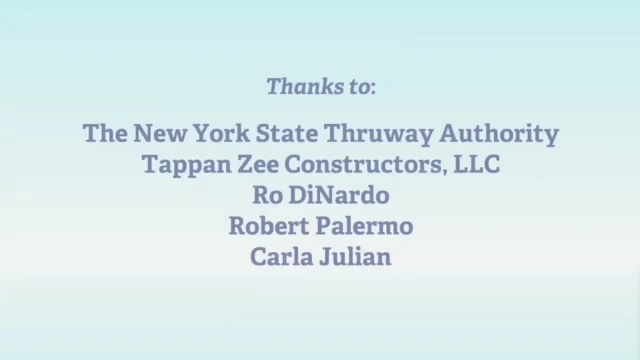 Thanks to:
The New York State Thruway Authority
Tappan Zee Constructors, LLC
Ro DiNardo
Robert Palermo
Carla Julian